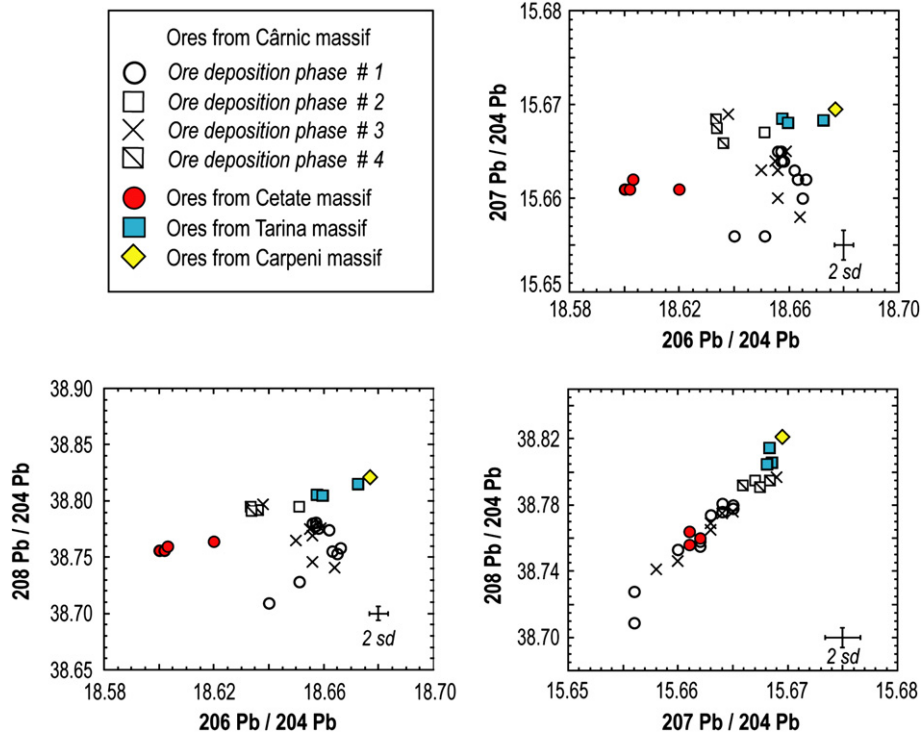 Ores from Cârnic massif
Ore deposition phase # 1
Ore deposition phase # 2
Ore deposition phase # 3
Ore deposition phase # 4
Ores from Cetate massif
Ores from Tarina massif
Ores from Carpeni massif
15.68
15.67
15.66
15.65
207 Pb / 204 Pb
2 sd
18.58
18.62
18.66
18.70
206 Pb / 204 Pb
38.90
38.85
38.80
38.75
38.70
38.65
208 Pb / 204 Pb
2 sd
18.58
18.62
18.66
18.70
206 Pb / 204 Pb
38.82
38.78
38.74
38.70
208 Pb / 204 Pb
2 sd
15.65
15.66
15.67
15.68
207 Pb / 204 Pb